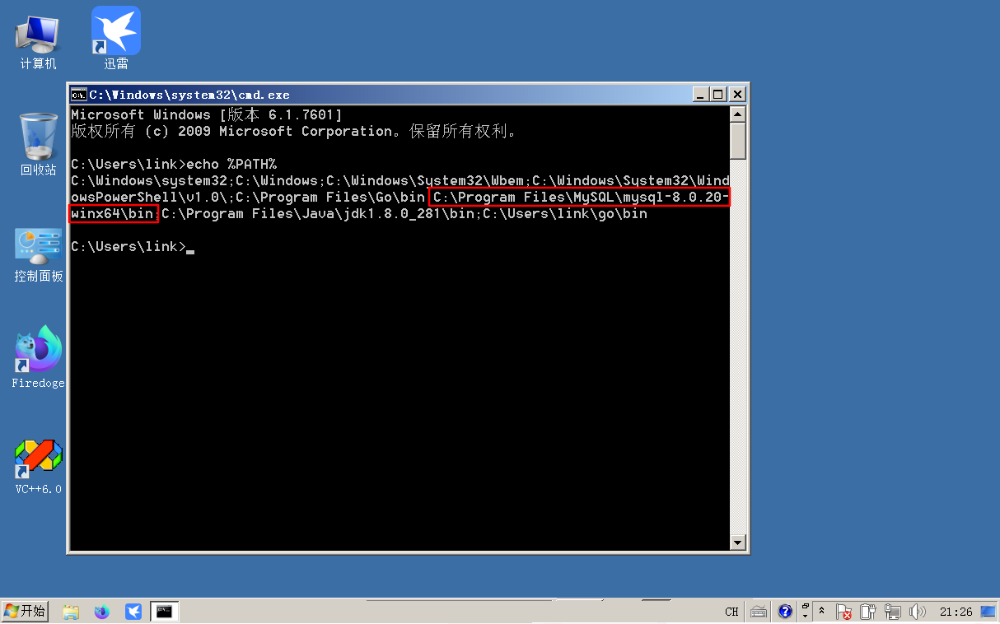 计算机
迅雷
回收站
控制面板
Firedoge
VC++6.0
C:\Windows\system32\cmd.exe
Microsoft Windows [版本 6.1.7601]
版权所有 (c) 2009 Microsoft Corporation。保留所有权利。
C:\Users\link>echo %PATH%
C:\Windows\system32;C:\Windows;C:\Windows\System32\Wbem;C:\Windows\System32\Wind
owsPowerShell\v1.0\;C:\Program Files\Go\bin;C:\Program Files\MySQL\mysql-8.0.20-
winx64\bin;C:\Program Files\Java\jdk1.8.0_281\bin;C:\Users\link\go\bin
C:\Users\link>_
开始
CH
21:26